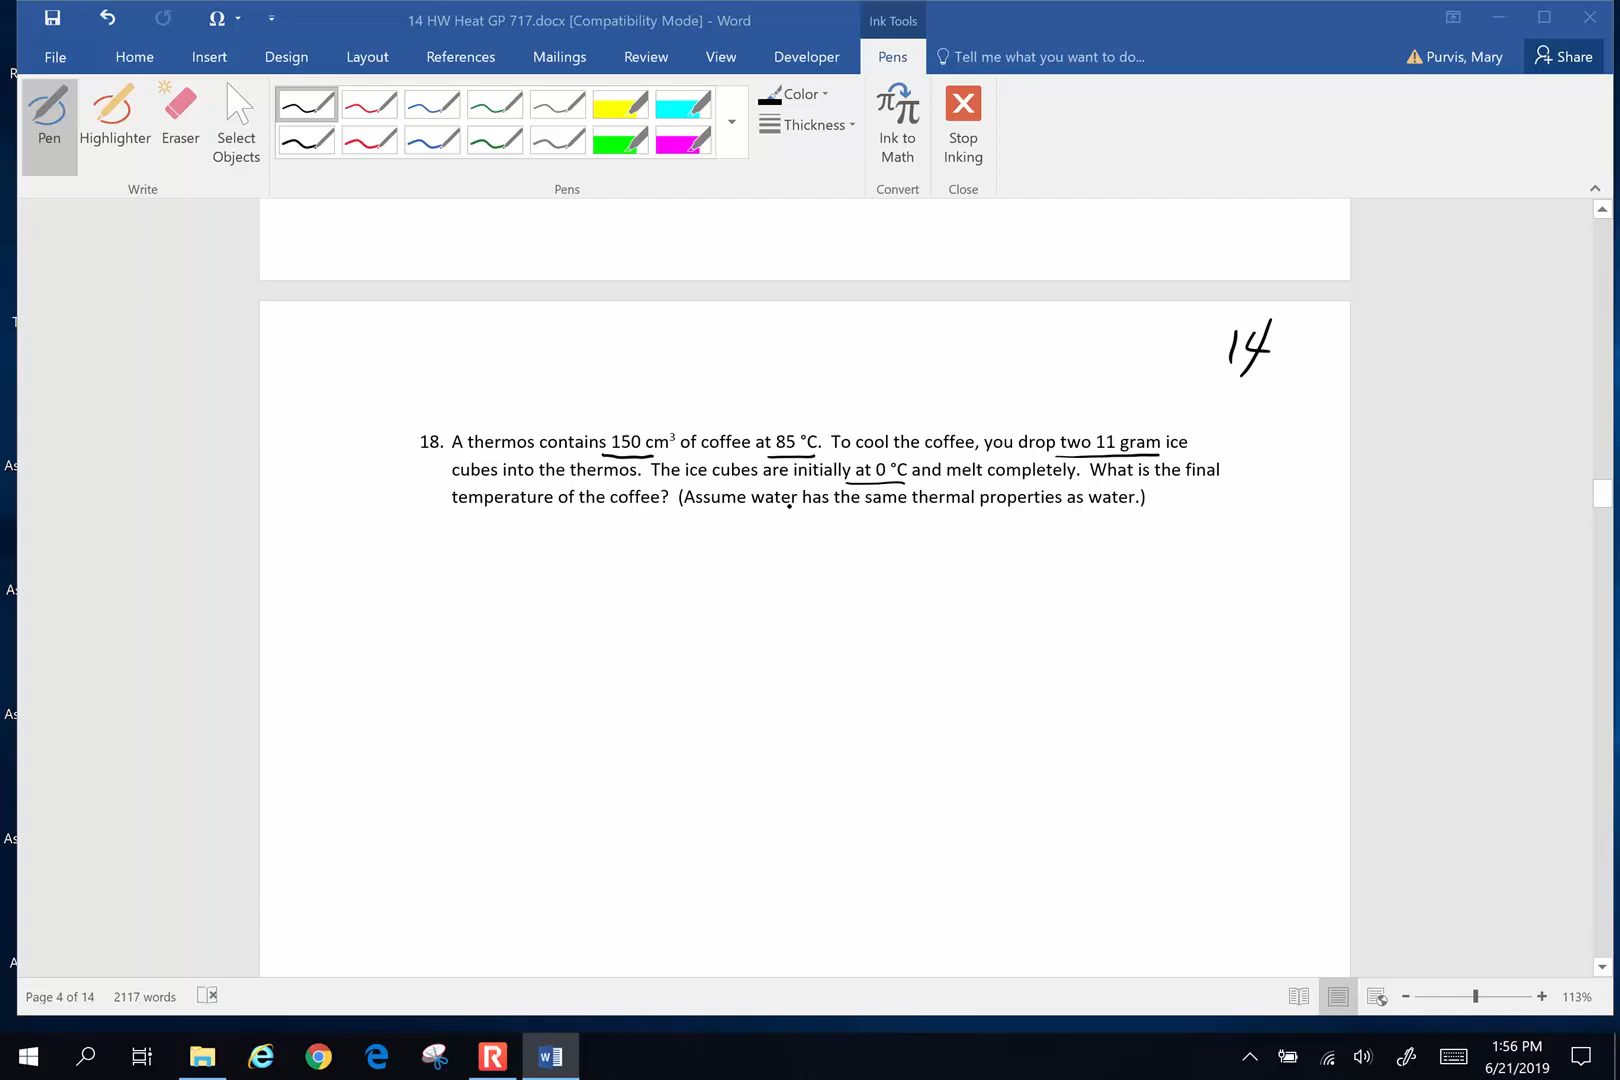 14 HW Heat GP 717.docx [Compatibility Mode] - Word
Ink Tools
File Home Insert Design Layout References Mailings Review View Developer Pens Tell me what you want to do... Purvis, Mary Share
Pen Highlighter Eraser Select Objects
Color
Thickness
Ink to Math
Stop Inking
Write Pens Convert Close
14
18. A thermos contains 150 cm³ of coffee at 85 °C. To cool the coffee, you drop two 11 gram ice
cubes into the thermos. The ice cubes are initially at 0 °C and melt completely. What is the final
temperature of the coffee? (Assume water has the same thermal properties as water.)
Page 4 of 14 2117 words 113%
1:56 PM
6/21/2019